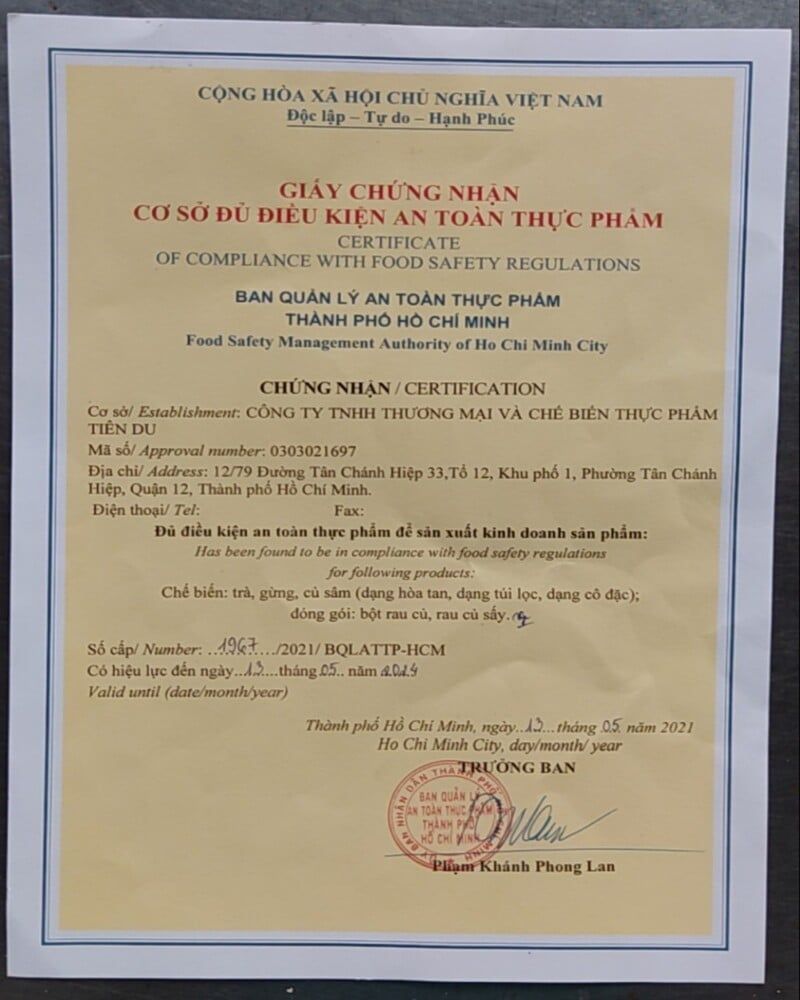 CỘNG HÒA XÃ HỘI CHỦ NGHĨA VIỆT NAM
Độc lập – Tự do – Hạnh Phúc
GIẤY CHỨNG NHẬN
CƠ SỞ ĐỦ ĐIỀU KIỆN AN TOÀN THỰC PHẨM
CERTIFICATE
OF COMPLIANCE WITH FOOD SAFETY REGULATIONS
BAN QUẢN LÝ AN TOÀN THỰC PHẨM
THÀNH PHỐ HỒ CHÍ MINH
Food Safety Management Authority of Ho Chi Minh City
CHỨNG NHẬN / CERTIFICATION
Cơ sở/ Establishment: CÔNG TY TNHH THƯƠNG MẠI VÀ CHẾ BIẾN THỰC PHẨM
TIÊN DU
Mã số/ Approval number: 0303021697
Địa chỉ/ Address: 12/79 Đường Tân Chánh Hiệp 33,Tổ 12, Khu phố 1, Phường Tân Chánh
Hiệp, Quận 12, Thành phố Hồ Chí Minh.
Điện thoại/ Tel: Fax:
Đủ điều kiện an toàn thực phẩm để sản xuất kinh doanh sản phẩm:
Has been found to be in compliance with food safety regulations
for following products:
Chế biến: trà, gừng, củ sâm (dạng hòa tan, dạng túi lọc, dạng cô đặc);
đóng gói: bột rau củ, rau củ sấy.
Số cấp/ Number: ..1967..../2021/ BQLATTP-HCM
Có hiệu lực đến ngày..13....tháng.05.. năm 2024
Valid until (date/month/year)
Thành phố Hồ Chí Minh, ngày..13...tháng .05. năm 2021
Ho Chi Minh City, day/month/ year
TRƯỞNG BAN
BAN QUẢN LÝ
AN TOÀN THỰC PHẨM
THÀNH PHỐ
HỒ CHÍ MINH
Phạm Khánh Phong Lan